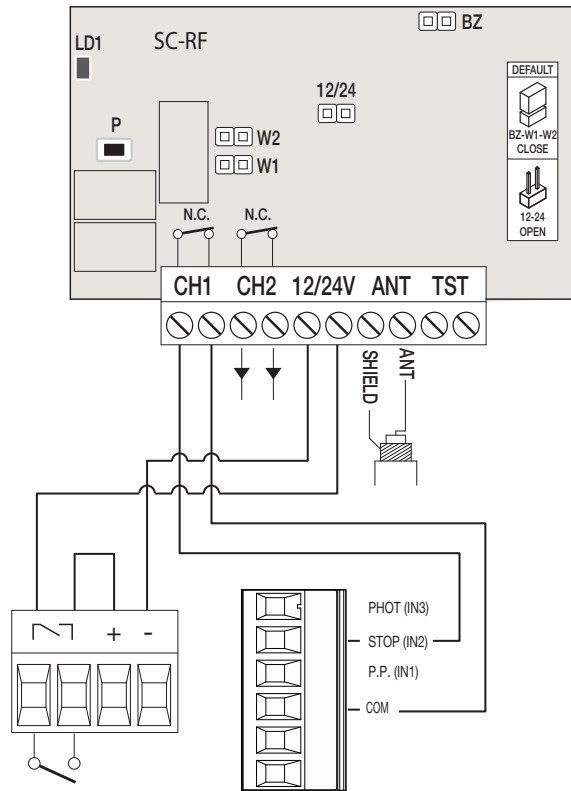 BZ
LD1
SC-RF
DEFAULT
12/24
P
W2
BZ-W1-W2
CLOSE
W1
N.C.
N.C.
12-24
OPEN
CH1 CH2 12/24V ANT TST
SHIELD
ANT
PHOT (IN3)
+ -
STOP (IN2)
P.P. (IN1)
COM